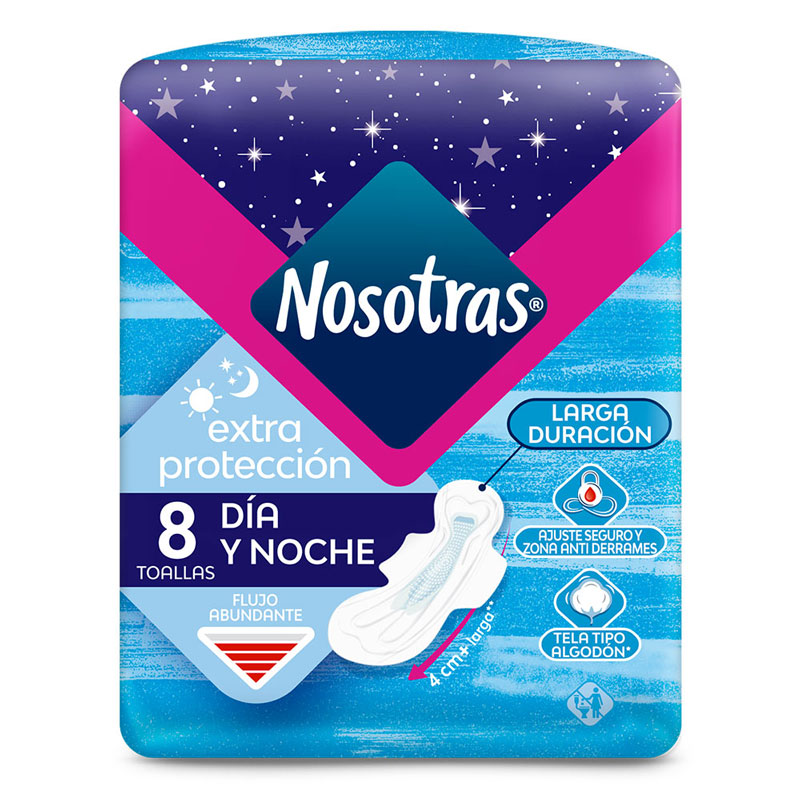 Nosotras®
extra
protección
8
TOALLAS
DÍA
Y NOCHE
FLUJO
ABUNDANTE
LARGA
DURACIÓN
AJUSTE SEGURO Y
ZONA ANTI DERRAMES
TELA TIPO
ALGODÓN*
4 cm+ larga**